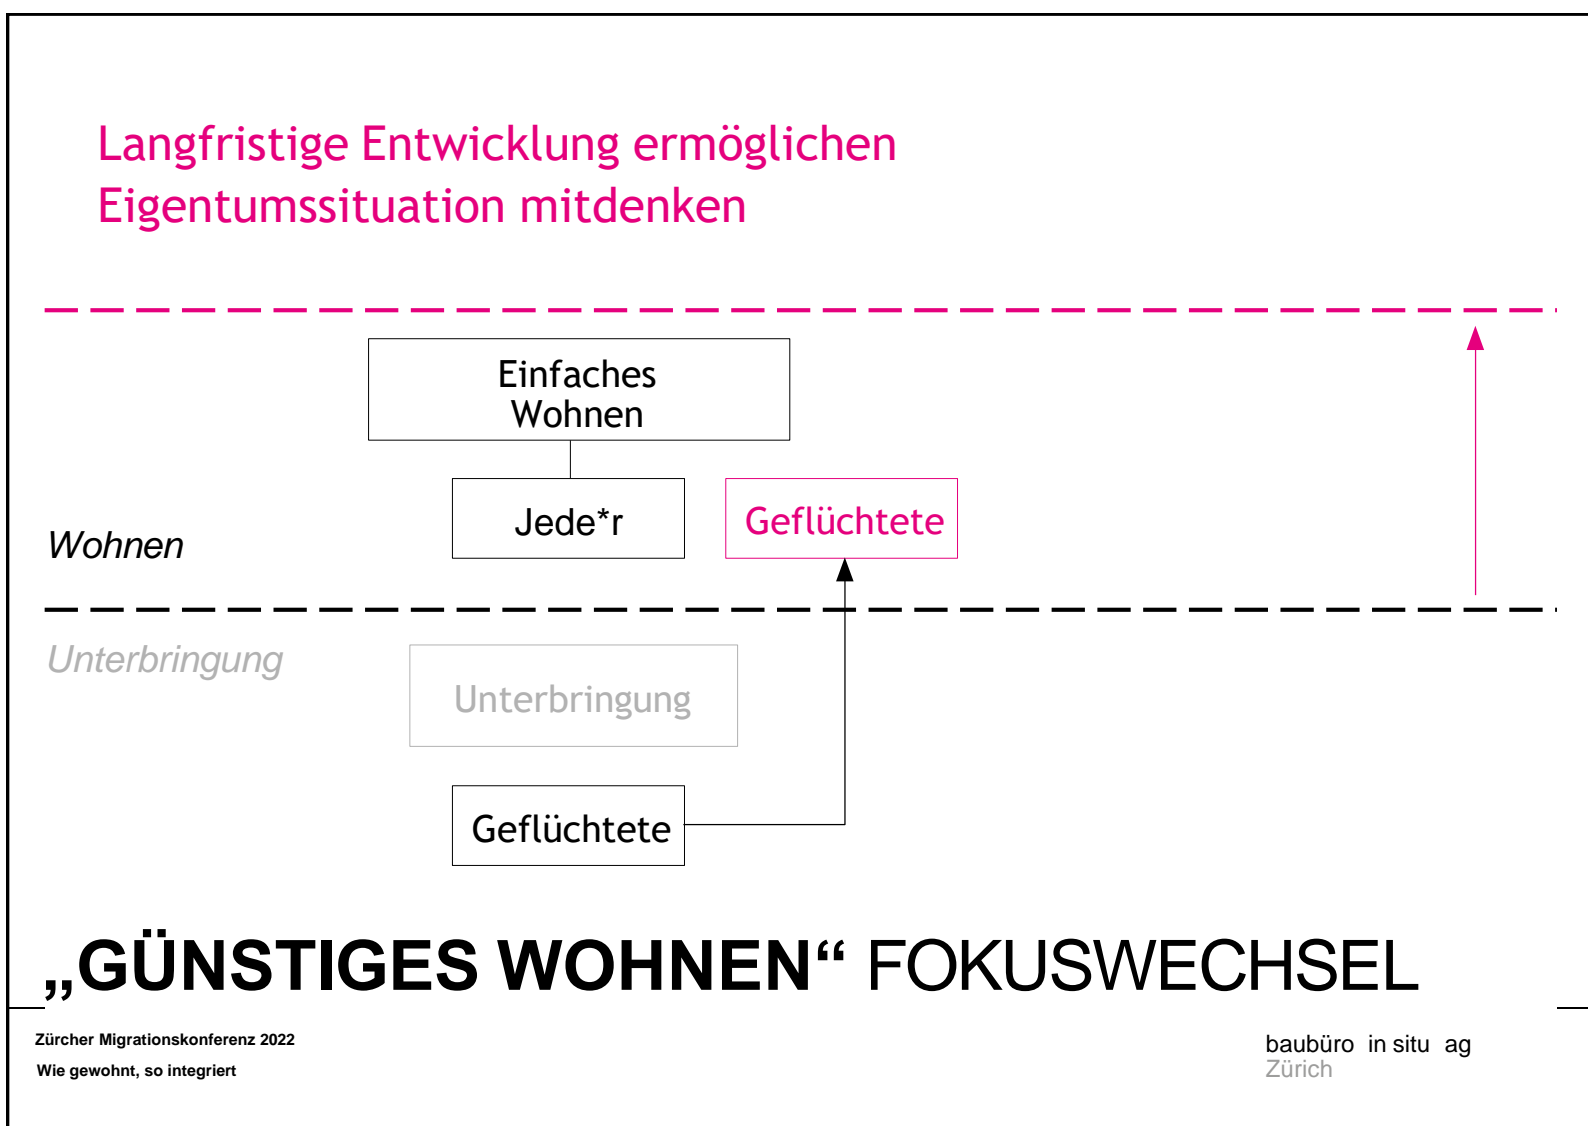 Langfristige Entwicklung ermöglichen
Eigentumssituation mitdenken
Einfaches
Wohnen
Jede*r
Geflüchtete
Wohnen
Unterbringung
Unterbringung
Geflüchtete
„GÜNSTIGES WOHNEN“ FOKUSWECHSEL
Zürcher Migrationskonferenz 2022
Wie gewohnt, so integriert
baubüro in situ ag
Zürich